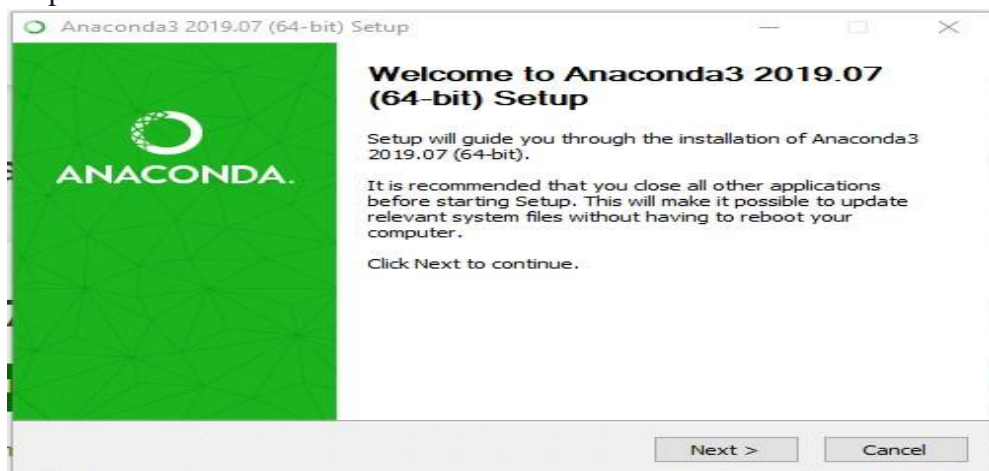 Anaconda3 2019.07 (64-bit) Setup
Welcome to Anaconda3 2019.07
(64-bit) Setup
Setup will guide you through the installation of Anaconda3
2019.07 (64-bit).
It is recommended that you close all other applications
before starting Setup. This will make it possible to update
relevant system files without having to reboot your
computer.
Click Next to continue.
ANACONDA.
Next >
Cancel